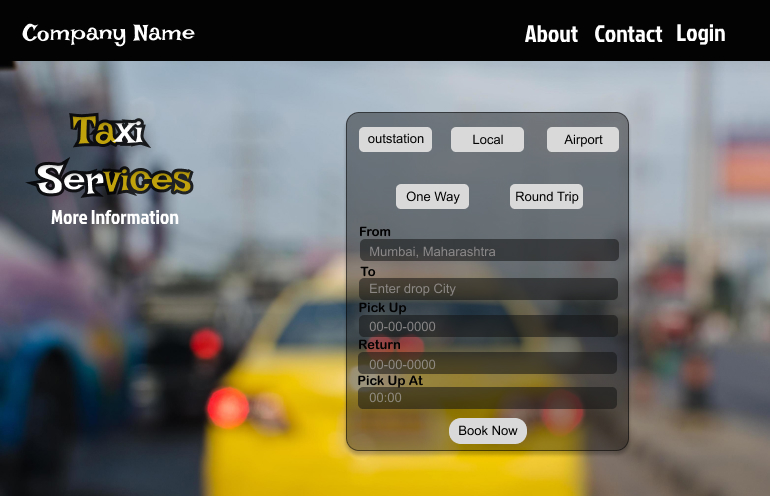 Company Name
About Contact Login
Taxi
Services
More Information
outstation Local Airport
One Way Round Trip
From
Mumbai, Maharashtra
To
Enter drop City
Pick Up
00-00-0000
Return
00-00-0000
Pick Up At
00:00
Book Now